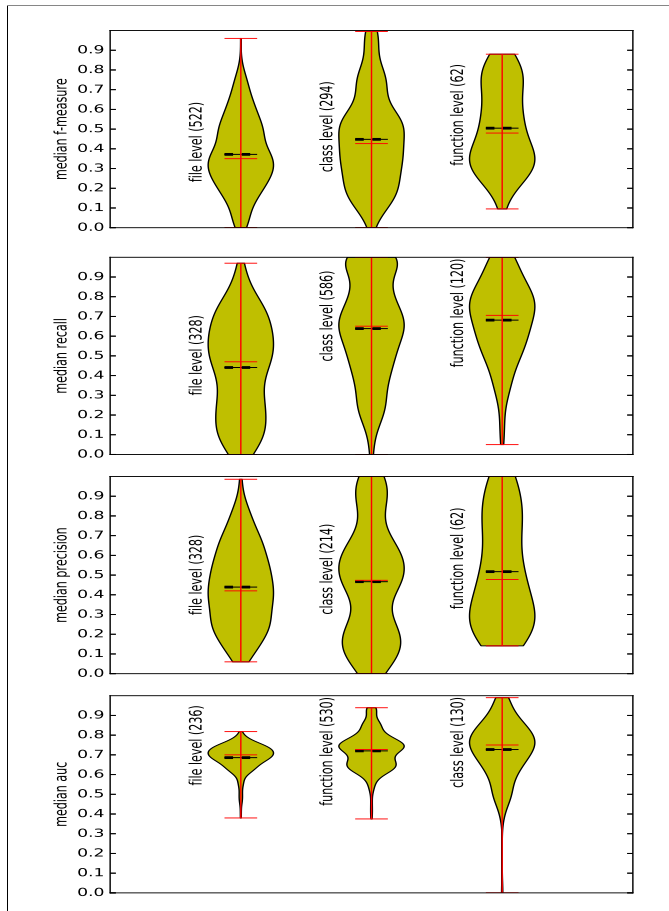 median f-measure
0.9
0.8
0.7
0.6
0.5
0.4
0.3
0.2
0.1
0.0
file level (522)
class level (294)
function level (62)
median recall
0.9
0.8
0.7
0.6
0.5
0.4
0.3
0.2
0.1
0.0
file level (328)
class level (586)
function level (120)
median precision
0.9
0.8
0.7
0.6
0.5
0.4
0.3
0.2
0.1
0.0
file level (328)
class level (214)
function level (62)
median auc
0.9
0.8
0.7
0.6
0.5
0.4
0.3
0.2
0.1
0.0
file level (236)
function level (530)
class level (130)